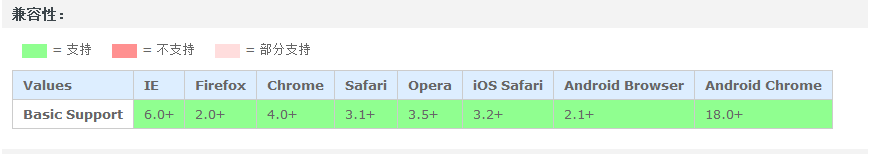 兼容性：
= 支持 = 不支持 = 部分支持
Values IE Firefox Chrome Safari Opera iOS Safari Android Browser Android Chrome
Basic Support 6.0+ 2.0+ 4.0+ 3.1+ 3.5+ 3.2+ 2.1+ 18.0+